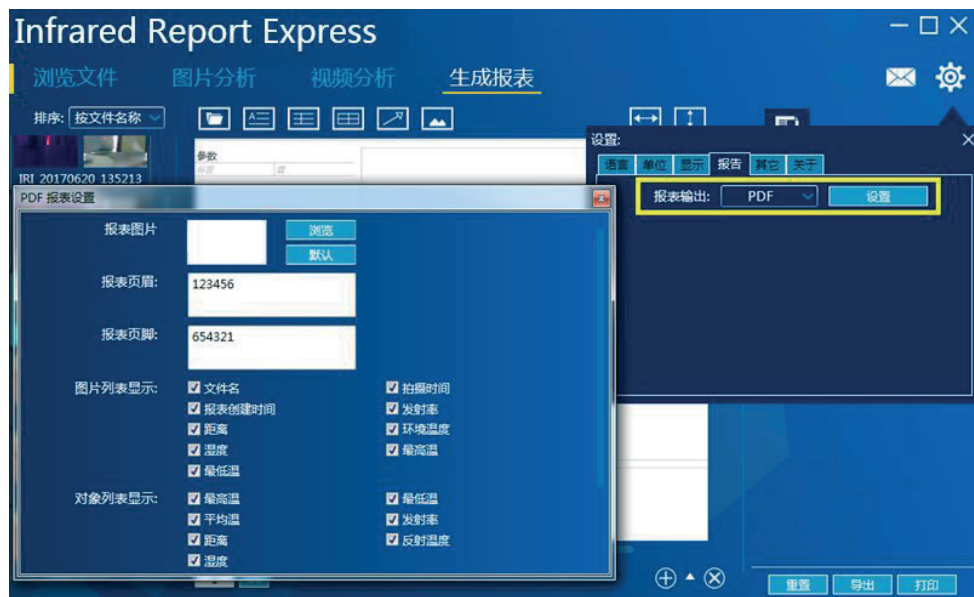 Infrared Report Express
浏览文件 图片分析 视频分析 生成报表
排序: 按文件名称
参数
IRI_20170620_135213
设置:
语言 单位 显示 报告 其它 关于
报表输出: PDF 设置
PDF 报表设置
报表图片 浏览
默认
报表页眉: 123456
报表页脚: 654321
图片列表显示: 文件名 拍摄时间
报表创建时间 发射率
距离 环境温度
湿度 最高温
最低温
对象列表显示: 最高温 最低温
平均温 发射率
距离 反射温度
湿度
重置 导出 打印